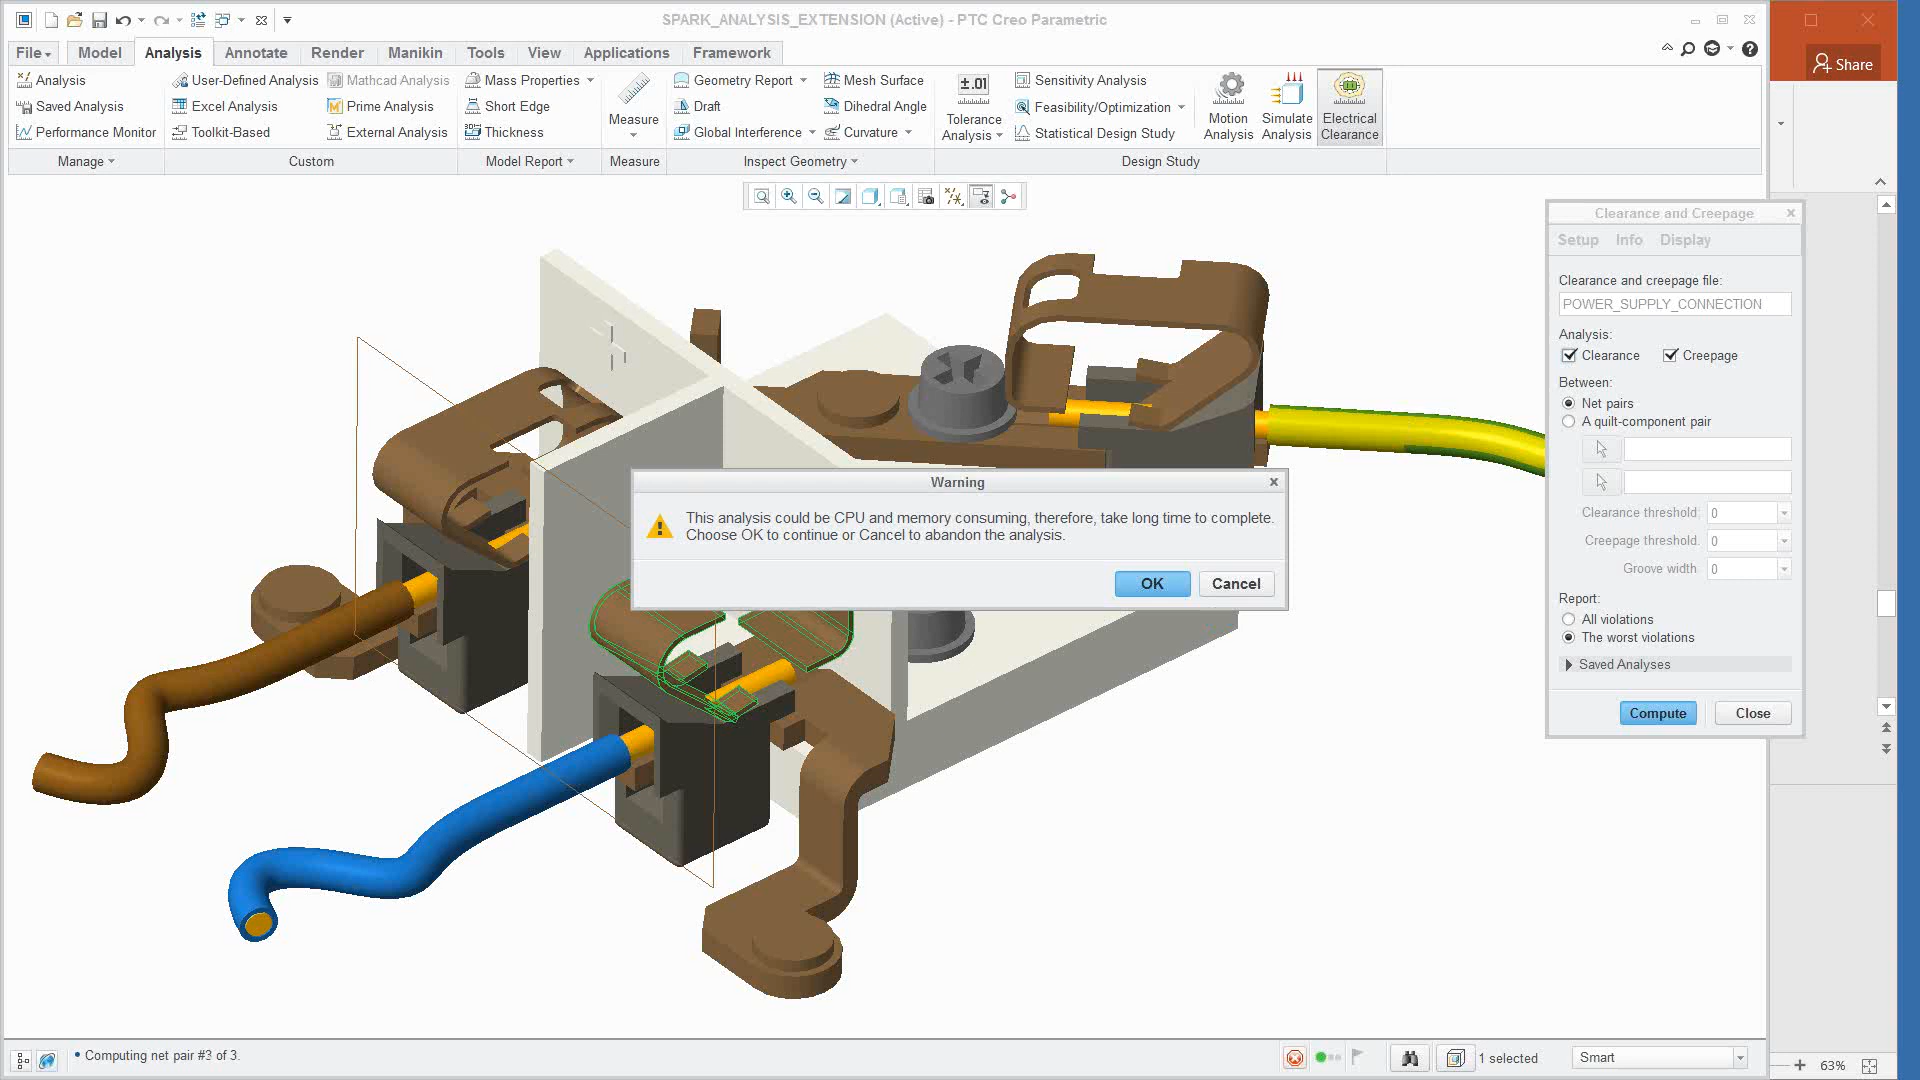 SPARK_ANALYSIS_EXTENSION (Active) - PTC Creo Parametric
File Model Analysis Annotate Render Manikin Tools View Applications Framework
Share
Analysis
Saved Analysis
Performance Monitor
Manage
User-Defined Analysis
Excel Analysis
Toolkit-Based
Mathcad Analysis
Prime Analysis
External Analysis
Custom
Mass Properties
Short Edge
Thickness
Model Report
Measure
Measure
Geometry Report
Draft
Global Interference
Mesh Surface
Dihedral Angle
Curvature
Inspect Geometry
±.01
Tolerance
Analysis
Sensitivity Analysis
Feasibility/Optimization
Statistical Design Study
Motion
Analysis
Simulate
Analysis
Electrical
Clearance
Design Study
Clearance and Creepage
Setup Info Display
Clearance and creepage file:
POWER_SUPPLY_CONNECTION
Analysis:
Clearance Creepage
Between:
Net pairs
A quilt-component pair
Clearance threshold: 0
Creepage threshold. 0
Groove width 0
Report:
All violations
The worst violations
Saved Analyses
Compute Close
Warning
This analysis could be CPU and memory consuming, therefore, take long time to complete.
Choose OK to continue or Cancel to abandon the analysis.
OK Cancel
Computing net pair #3 of 3.
1 selected
Smart
63%